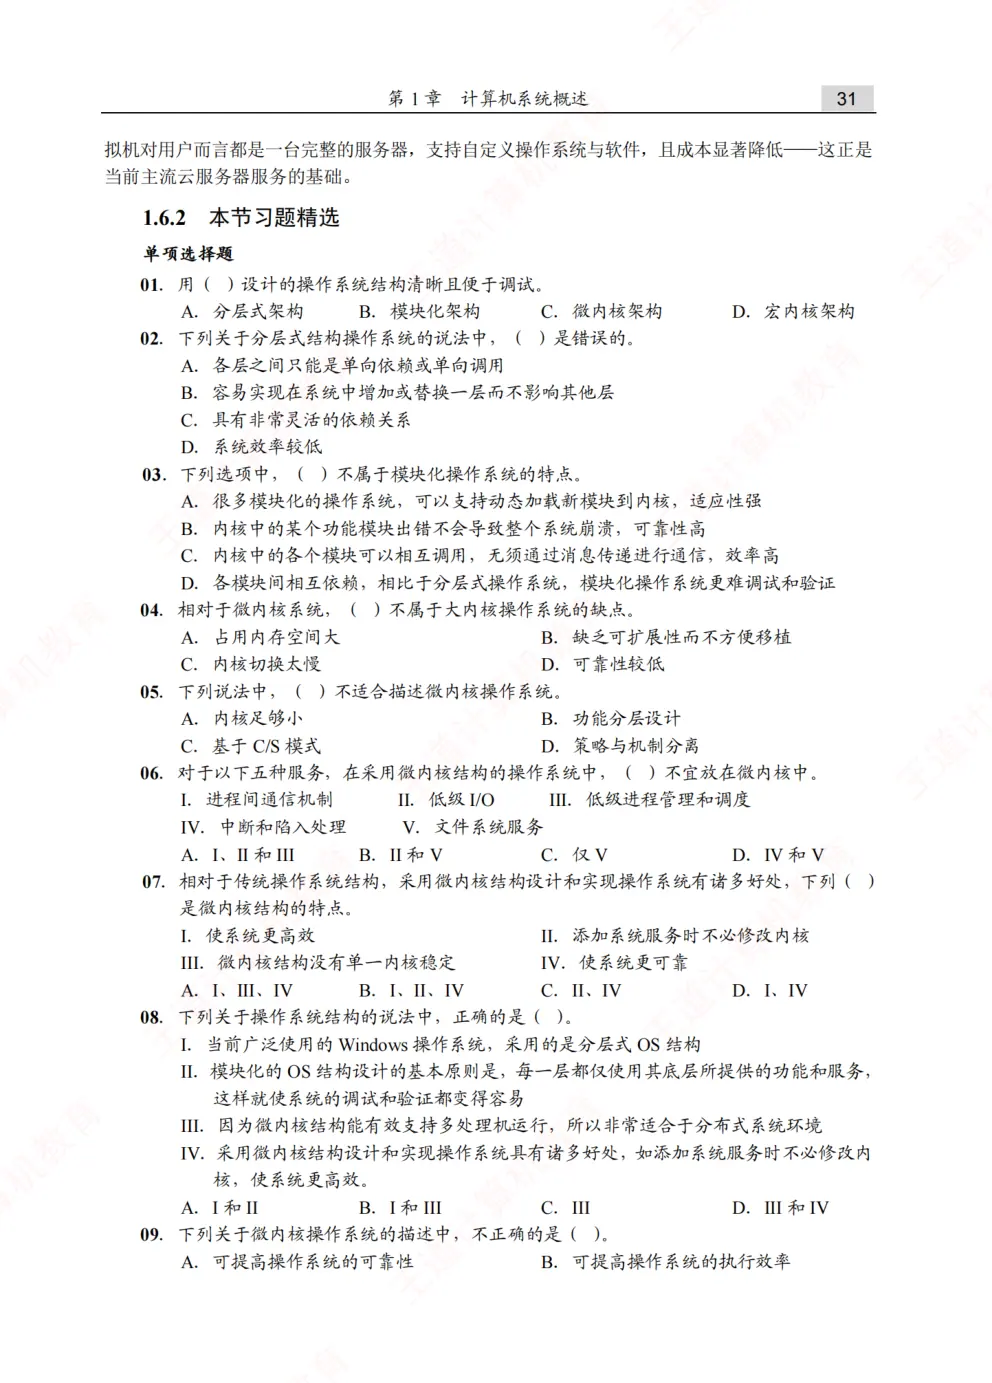 第 1 章　计算机系统概述　31
拟机对用户而言都是一台完整的服务器，支持自定义操作系统与软件，且成本显著降低——这正是
当前主流云服务器服务的基础。
1.6.2　本节习题精选
单项选择题
01. 用（ ）设计的操作系统结构清晰且便于调试。
A. 分层式架构　B. 模块化架构　C. 微内核架构　D. 宏内核架构
02. 下列关于分层式结构操作系统的说法中，（ ）是错误的。
A. 各层之间只能是单向依赖或单向调用
B. 容易实现在系统中增加或替换一层而不影响其他层
C. 具有非常灵活的依赖关系
D. 系统效率较低
03. 下列选项中，（ ）不属于模块化操作系统的特点。
A. 很多模块化的操作系统，可以支持动态加载新模块到内核，适应性强
B. 内核中的某个功能模块出错不会导致整个系统崩溃，可靠性高
C. 内核中的各个模块可以相互调用，无须通过消息传递进行通信，效率高
D. 各模块间相互依赖，相比于分层式操作系统，模块化操作系统更难调试和验证
04. 相对于微内核系统，（ ）不属于大内核操作系统的缺点。
A. 占用内存空间大　B. 缺乏可扩展性而不方便移植
C. 内核切换太慢　D. 可靠性较低
05. 下列说法中，（ ）不适合描述微内核操作系统。
A. 内核足够小　B. 功能分层设计
C. 基于 C/S 模式　D. 策略与机制分离
06. 对于以下五种服务，在采用微内核结构的操作系统中，（ ）不宜放在微内核中。
I. 进程间通信机制　II. 低级 I/O　III. 低级进程管理和调度
IV. 中断和陷入处理　V. 文件系统服务
A. I、II 和 III　B. II 和 V　C. 仅 V　D. IV 和 V
07. 相对于传统操作系统结构，采用微内核结构设计和实现操作系统有诸多好处，下列（ ）
是微内核结构的特点。
I. 使系统更高效　II. 添加系统服务时不必修改内核
III. 微内核结构没有单一内核稳定　IV. 使系统更可靠
A. I、III、IV　B. I、II、IV　C. II、IV　D. I、IV
08. 下列关于操作系统结构的说法中，正确的是（ ）。
I. 当前广泛使用的 Windows 操作系统，采用的是分层式 OS 结构
II. 模块化的 OS 结构设计的基本原则是，每一层都仅使用其底层所提供的功能和服务，
这样就使系统的调试和验证都变得容易
III. 因为微内核结构能有效支持多处理机运行，所以非常适合于分布式系统环境
IV. 采用微内核结构设计和实现操作系统具有诸多好处，如添加系统服务时不必修改内
核，使系统更高效。
A. I 和 II　B. I 和 III　C. III　D. III 和 IV
09. 下列关于微内核操作系统的描述中，不正确的是（ ）。
A. 可提高操作系统的可靠性　B. 可提高操作系统的执行效率